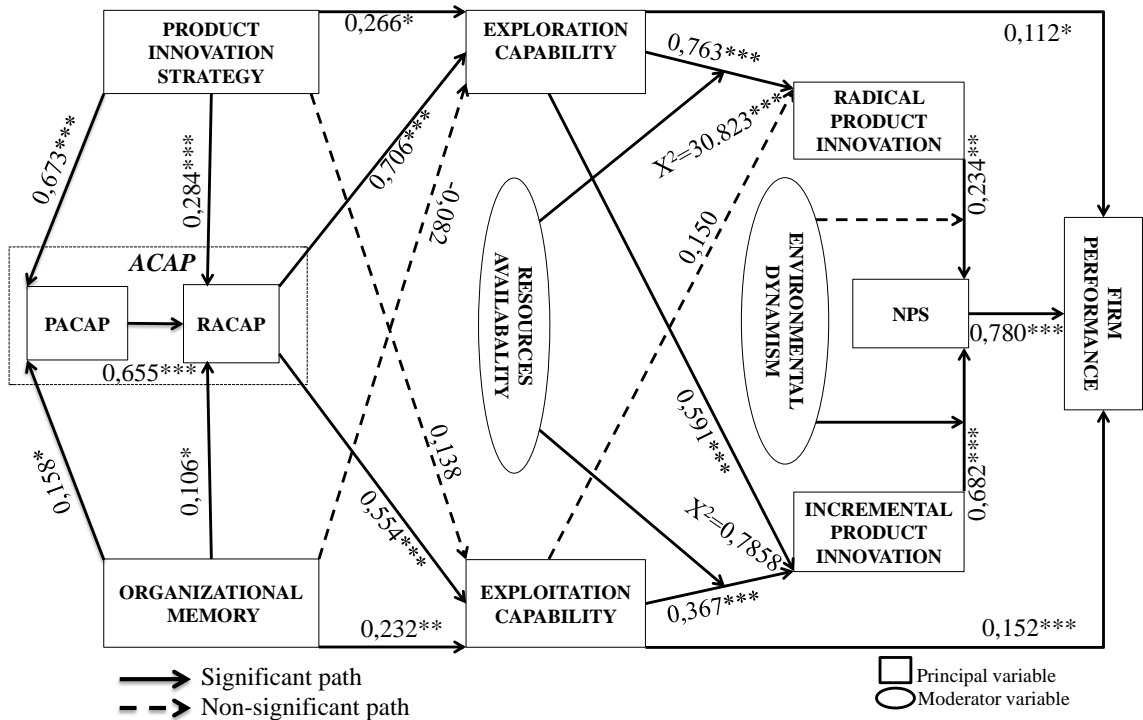 PRODUCT
INNOVATION
STRATEGY
0,266*
EXPLORATION
CAPABILITY
0,112*
0,763***
RADICAL
PRODUCT
INNOVATION
0,673***
0,284***
0,706***
-0,082
X²=30.823***
0,150
0,234**
ACAP
PACAP
RACAP
0,655***
RESOURCES
AVAILABALITY
ENVIRONMENTAL
DYNAMISM
NPS
0,780***
FIRM
PERFORMANCE
0,158*
0,106*
0,138
0,554***
0,591***
X²=0,7858
0,682***
INCREMENTAL
PRODUCT
INNOVATION
ORGANIZATIONAL
MEMORY
0,232**
EXPLOITATION
CAPABILITY
0,367***
0,152***
Significant path
Non-significant path
Principal variable
Moderator variable